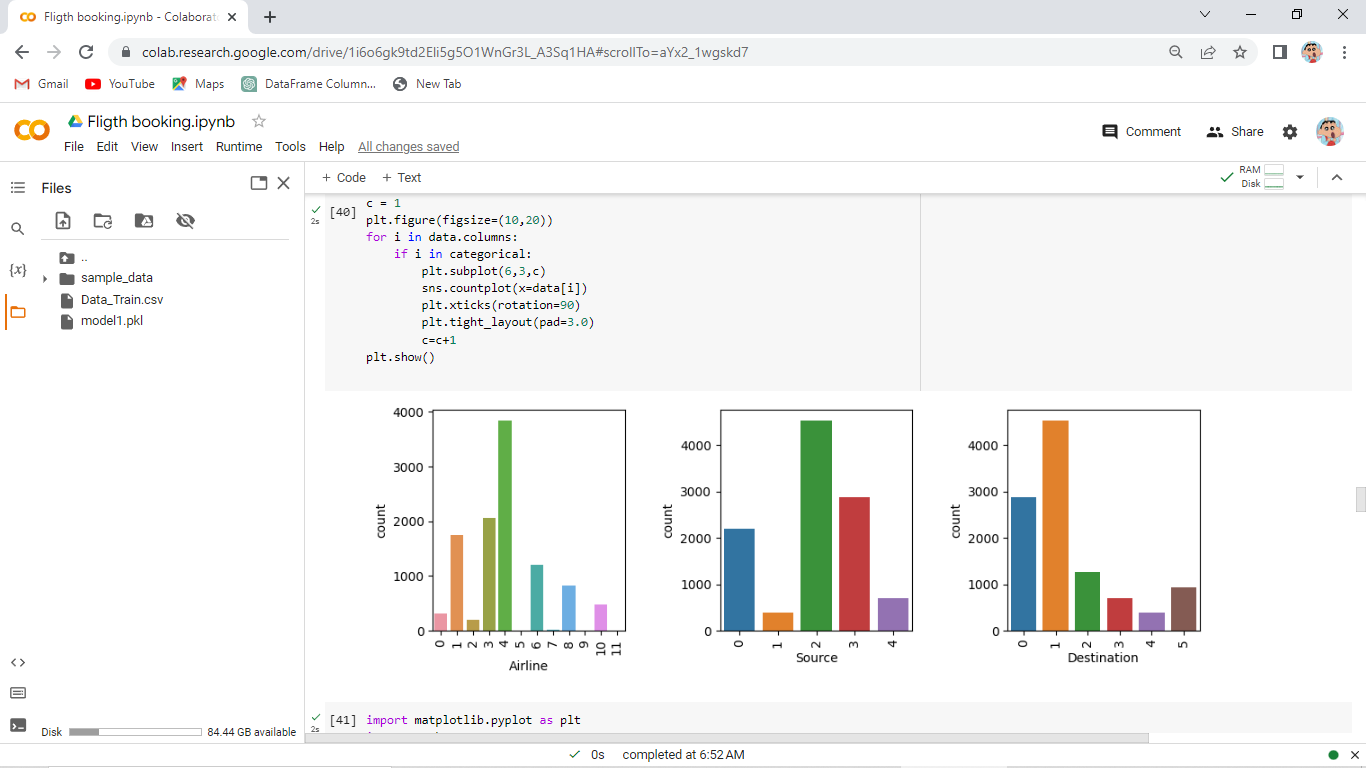 Fligth booking.ipynb - Colaborat
colab.research.google.com/drive/1i6o6gk9td2Eli5g5O1WnGr3L_A3Sq1HA#scrollTo=aYx2_1wgskd7
Gmail YouTube Maps DataFrame Column... New Tab
Fligth booking.ipynb
Comment Share
File Edit View Insert Runtime Tools Help All changes saved
Files
+ Code + Text
RAM
Disk
..
sample_data
Data_Train.csv
model1.pkl
{x}
[40]
2s
c = 1
plt.figure(figsize=(10,20))
for i in data.columns:
if i in categorical:
plt.subplot(6,3,c)
sns.countplot(x=data[i])
plt.xticks(rotation=90)
plt.tight_layout(pad=3.0)
c=c+1
plt.show()
4000
3000
2000
1000
0
count
0 1 2 3 4 5 6 7 8 9 10 11
Airline
4000
3000
2000
1000
0
count
0 1 2 3 4
Source
4000
3000
2000
1000
0
count
0 1 2 3 4 5
Destination
[41] import matplotlib.pyplot as plt
2s
Disk 84.44 GB available
0s completed at 6:52 AM